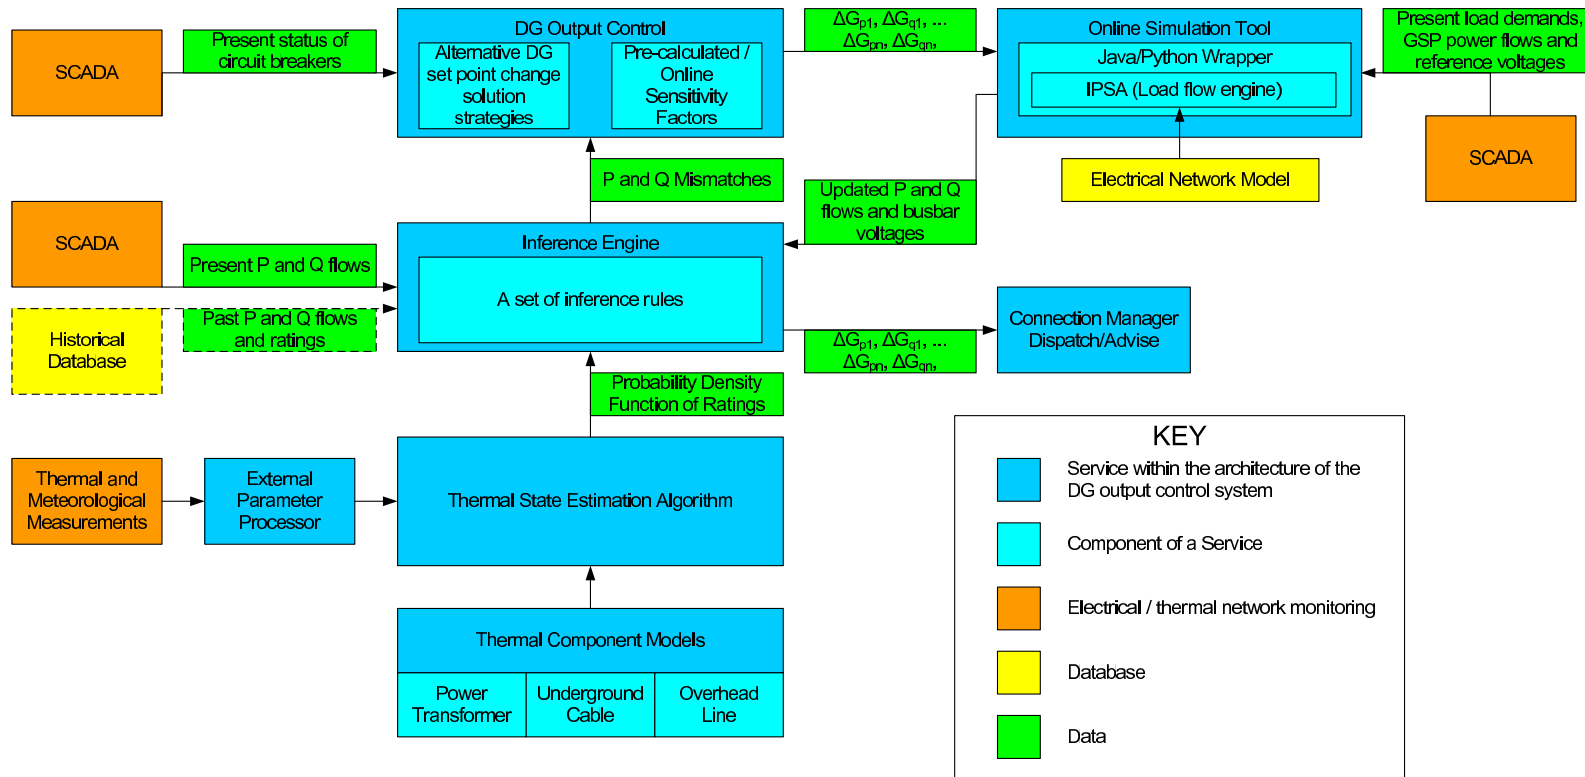 SCADA
Present status of
circuit breakers
DG Output Control
Alternative DG
set point change
solution
strategies
Pre-calculated /
Online
Sensitivity
Factors
ΔGp1, ΔGq1, ...
ΔGpn, ΔGqn,
Online Simulation Tool
Java/Python Wrapper
IPSA (Load flow engine)
Present load demands,
GSP power flows and
reference voltages
SCADA
P and Q Mismatches
Updated P and Q
flows and busbar
voltages
Electrical Network Model
SCADA
Present P and Q flows
Inference Engine
A set of inference rules
Historical
Database
Past P and Q flows
and ratings
ΔGp1, ΔGq1, ...
ΔGpn, ΔGqn,
Connection Manager
Dispatch/Advise
Probability Density
Function of Ratings
Thermal and
Meteorological
Measurements
External
Parameter
Processor
Thermal State Estimation Algorithm
Thermal Component Models
Power
Transformer
Underground
Cable
Overhead
Line
KEY
Service within the architecture of the
DG output control system
Component of a Service
Electrical / thermal network monitoring
Database
Data